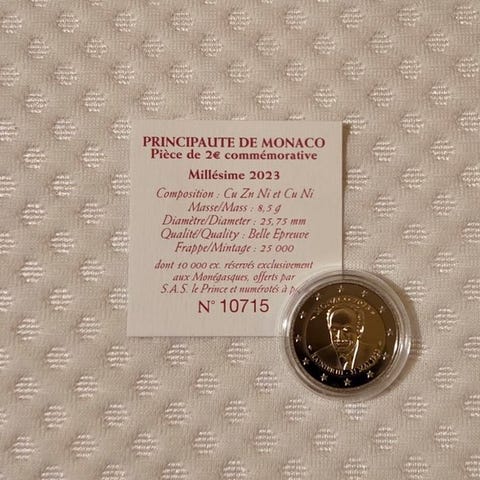 PRINCIPAUTE DE MONACO
Pièce de 2€ commémorative
Millésime 2023
Composition : Cu Zn Ni et Cu Ni
Masse/Mass : 8,5 g
Diamètre/Diameter : 25,75 mm
Qualité/Quality : Belle Epreuve
Frappe/Mintage : 25 000
dont 10 000 ex. réservés exclusivement
aux Monégasques, offerts par
S.A.S. le Prince et numérotés à p
N° 10715